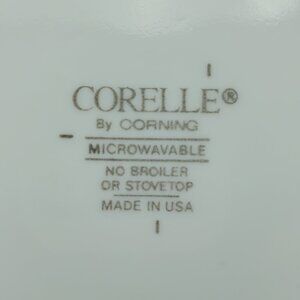 CORELLE®
By CORNING
MICROWAVABLE
NO BROILER
OR STOVETOP
MADE IN USA